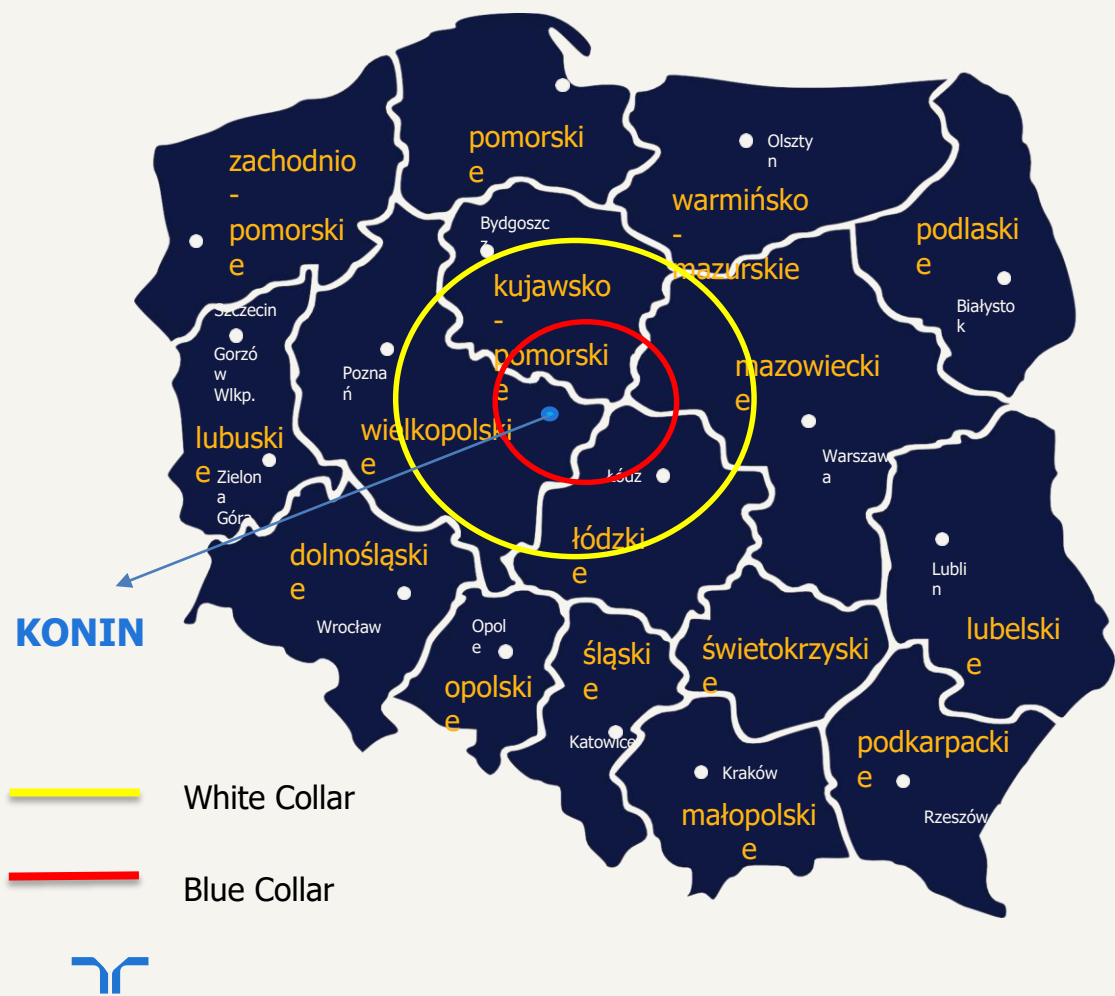 pomorski
e
zachodnio
-
pomorski
e
Olszty
n
warmińsko
-
mazurskie
podlaski
e
Białysto
k
Bydgoszc
z
kujawsko
-
pomorski
e
Szczecin
Gorzó
w
Wlkp.
Pozna
ń
mazowiecki
e
Warszaw
a
wielkopolski
e
lubuski
e
Zielon
a
Góra
Łódź
łódzki
e
dolnośląski
e
Wrocław
KONIN
Lubli
n
lubelski
e
Opol
e
opolski
e
śląski
e
świetokrzyski
e
Katowice
Kraków
małopolski
e
podkarpacki
e
Rzeszów
White Collar
Blue Collar